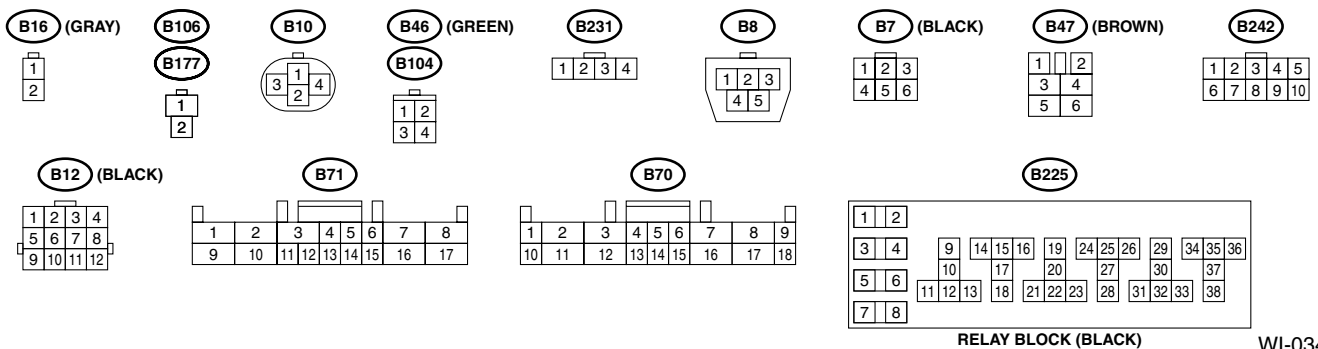 B16 (GRAY) B106 B10 B46 (GREEN) B231 B8 B7 (BLACK) B47 (BROWN) B242
B177 B104
1
2
1
2
1
3 4
2
1 2
3 4
1 2 3 4
1 2 3
4 5
1 2 3
4 5 6
1 2
3 4
5 6
1 2 3 4 5
6 7 8 9 10
B12 (BLACK) B71 B70 B225
1 2 3 4
5 6 7 8
9 10 11 12
1 2 3 4 5 6 7 8
9 10 11 12 13 14 15 16 17
1 2 3 4 5 6 7 8 9
10 11 12 13 14 15 16 17 18
1 2
3 4 9 14 15 16 19 24 25 26 29 34 35 36
10 17 20 27 30 37
5 6 11 12 13 18 21 22 23 28 31 32 33 38
7 8
RELAY BLOCK (BLACK)